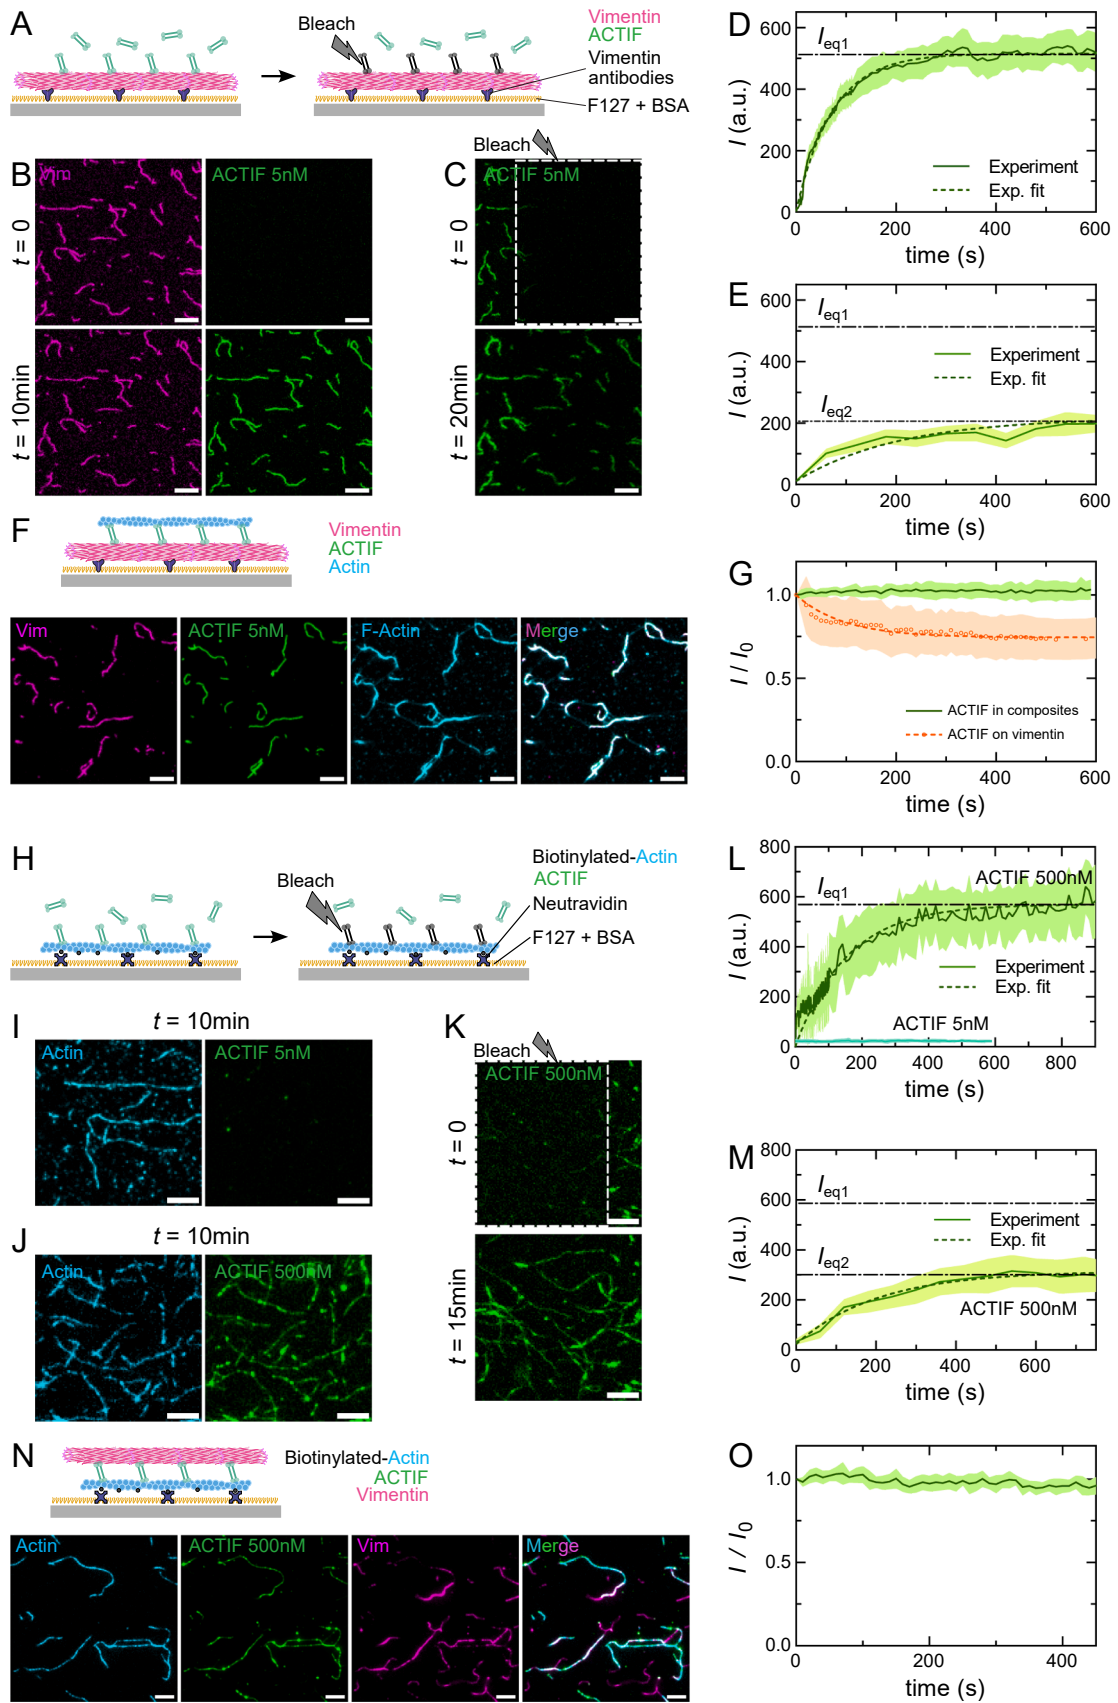 A
Bleach
Vimentin
ACTIF
Vimentin
antibodies
F127 + BSA
B
Vim
ACTIF 5nM
t = 0
t = 10min
C
Bleach
ACTIF 5nM
t = 0
t = 20min
D
I (a.u.)
600
400
200
0
Ieq1
Experiment
Exp. fit
0 200 400 600
time (s)
E
I (a.u.)
600
400
200
0
Ieq1
Experiment
Exp. fit
Ieq2
0 200 400 600
time (s)
F
Vimentin
ACTIF
Actin
Vim
ACTIF 5nM
F-Actin
Merge
G
I / I0
1.0
0.5
0.0
ACTIF in composites
ACTIF on vimentin
0 200 400 600
time (s)
H
Bleach
Biotinylated-Actin
ACTIF
Neutravidin
F127 + BSA
I
t = 10min
Actin
ACTIF 5nM
J
t = 10min
Actin
ACTIF 500nM
K
Bleach
ACTIF 500nM
t = 0
t = 15min
L
I (a.u.)
800
600
400
200
0
ACTIF 500nM
Ieq1
Experiment
Exp. fit
ACTIF 5nM
0 200 400 600 800
time (s)
M
I (a.u.)
800
600
400
200
0
Ieq1
Experiment
Exp. fit
Ieq2
ACTIF 500nM
0 200 400 600
time (s)
N
Biotinylated-Actin
ACTIF
Vimentin
Actin
ACTIF 500nM
Vim
Merge
O
I / I0
1.0
0.5
0.0
0 200 400
time (s)